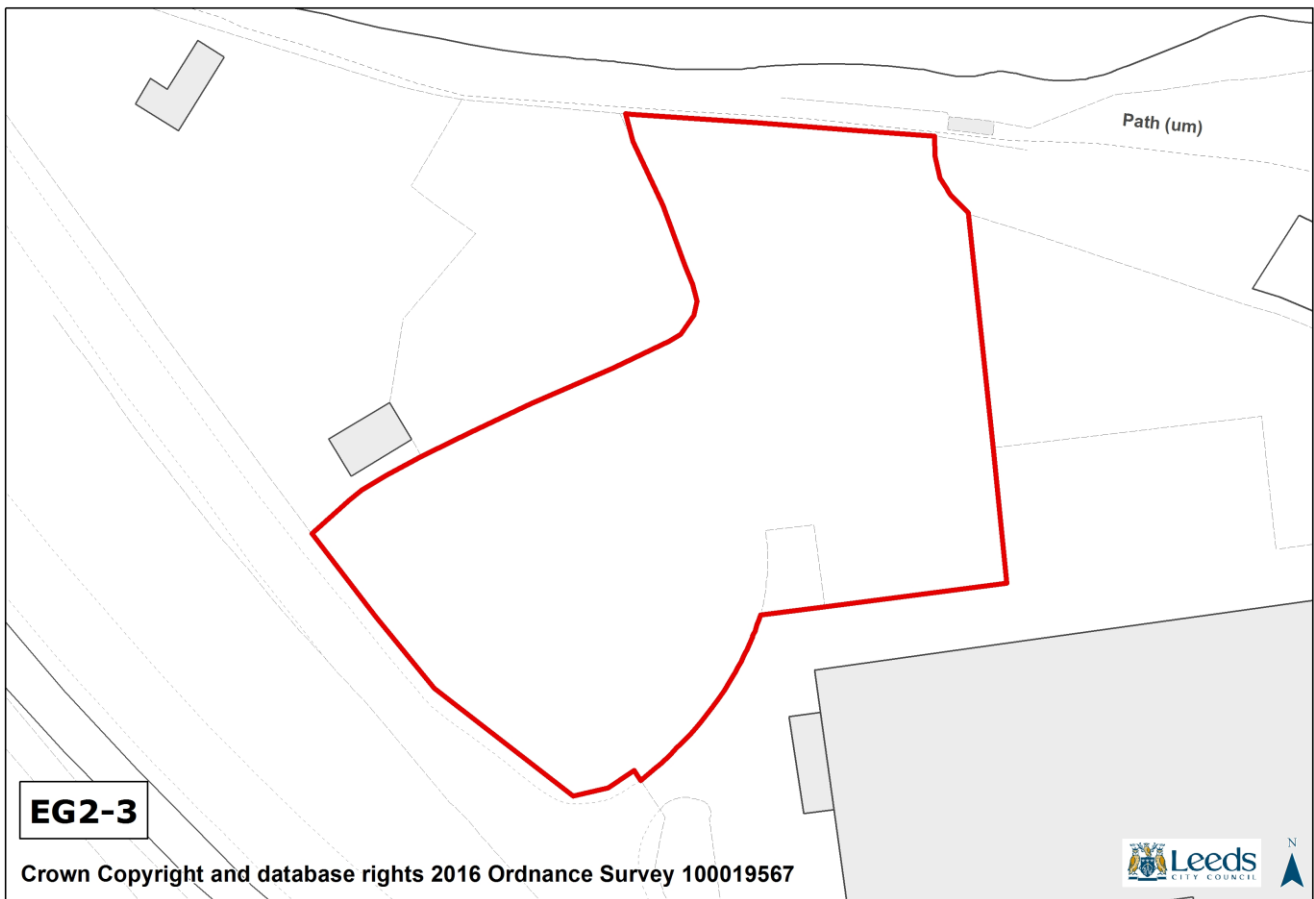 Path (um)
EG2-3
Crown Copyright and database rights 2016 Ordnance Survey 100019567
Leeds
CITY COUNCIL
N